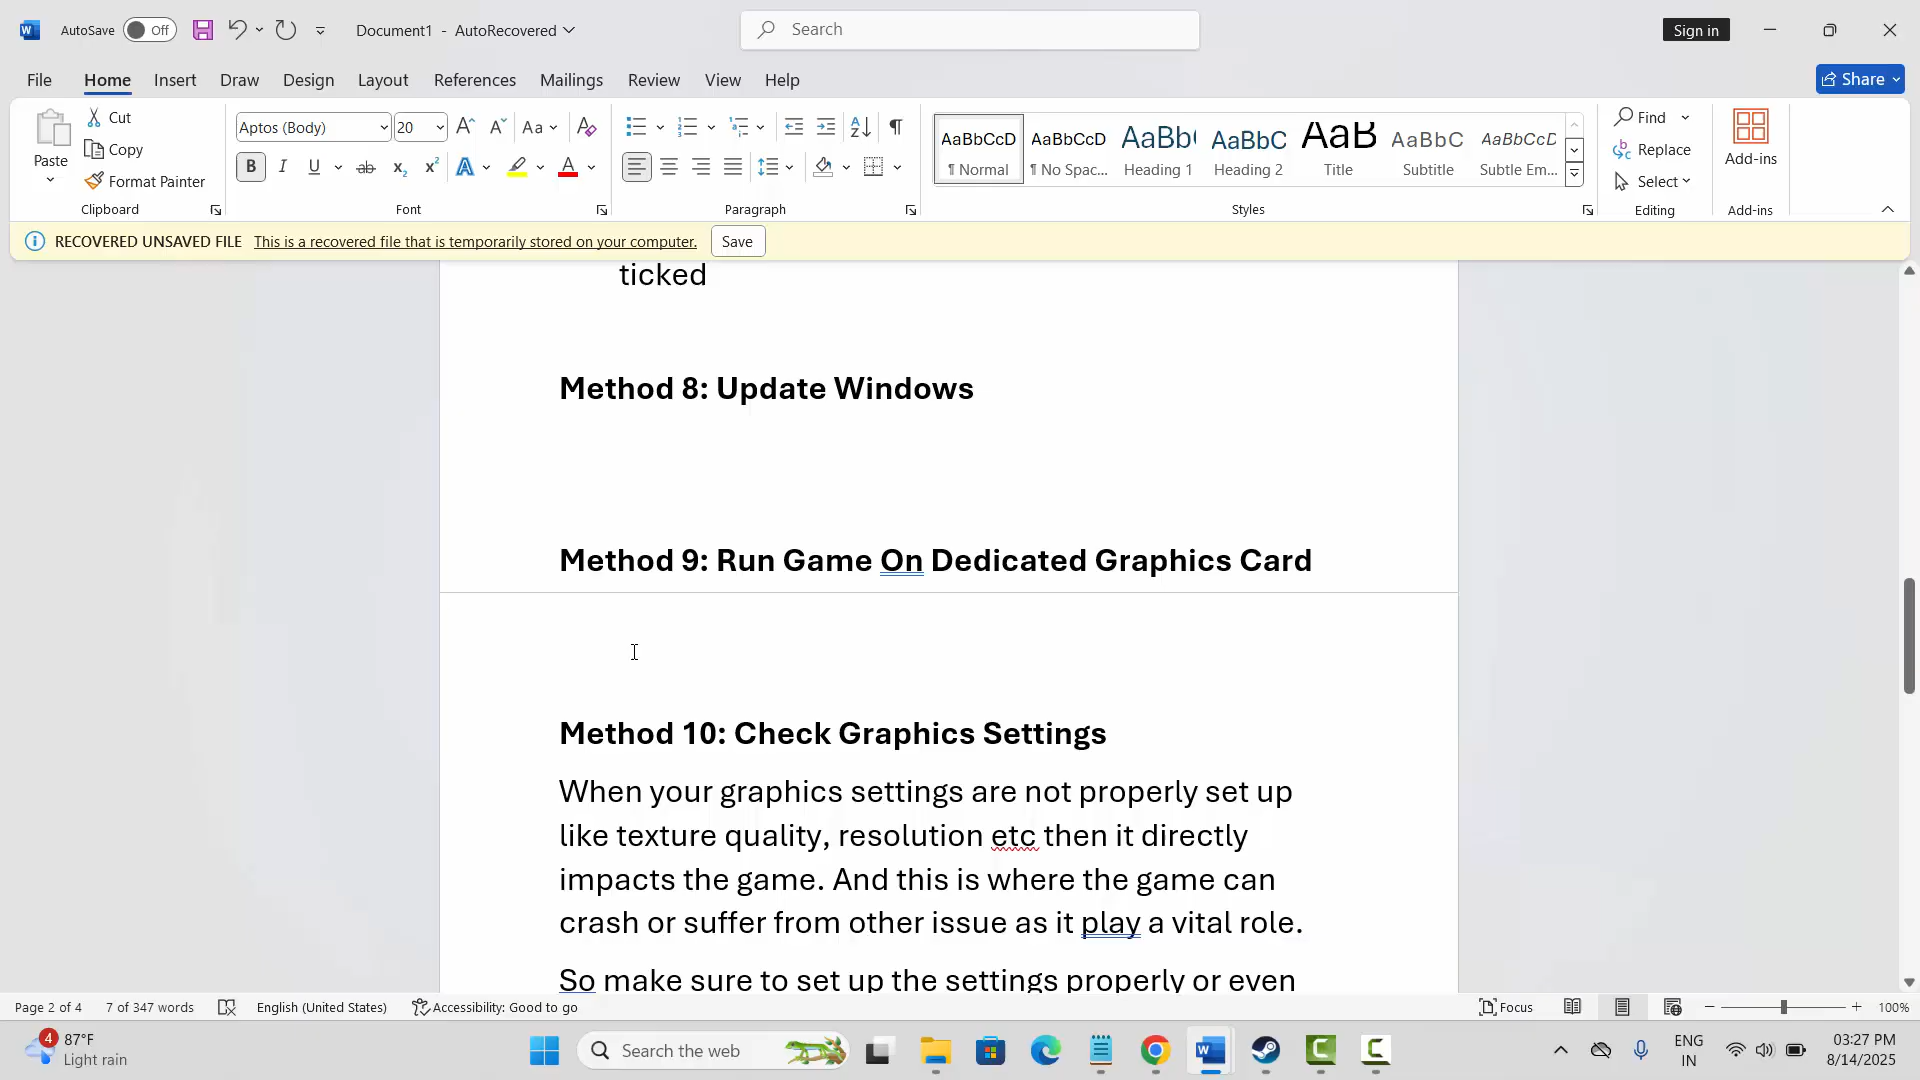 AutoSave Off Document1 - AutoRecovered Search Sign in
File Home Insert Draw Design Layout References Mailings Review View Help Share
Paste Cut Copy Format Painter Clipboard
Aptos (Body) 20 Aa Font
Paragraph
AaBbCcD AaBbCcD AaBb( AaBbCc AaB AaBbC AaBbCcD
¶ Normal ¶ No Spac... Heading 1 Heading 2 Title Subtitle Subtle Em...
Styles
Find Replace Select Editing
Add-ins
Add-ins
RECOVERED UNSAVED FILE This is a recovered file that is temporarily stored on your computer. Save
ticked
Method 8: Update Windows
Method 9: Run Game On Dedicated Graphics Card
Method 10: Check Graphics Settings
When your graphics settings are not properly set up
like texture quality, resolution etc then it directly
impacts the game. And this is where the game can
crash or suffer from other issue as it play a vital role.
So make sure to set up the settings properly or even
Page 2 of 4 7 of 347 words English (United States) Accessibility: Good to go Focus 100%
4 87°F
Light rain
Search the web
ENG
IN
03:27 PM
8/14/2025